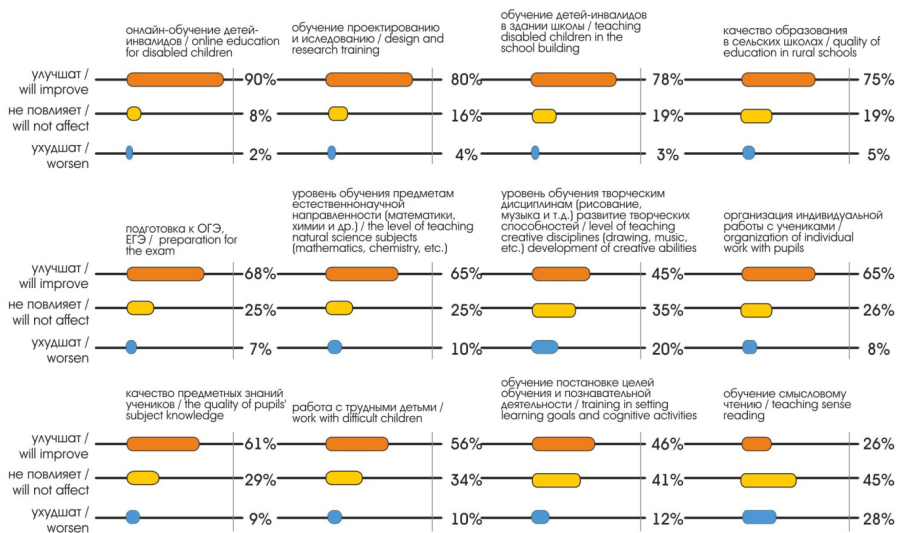 онлайн-обучение детей-
инвалидов / online education
for disabled children
обучение проектированию
и иследованию / design and
research training
обучение детей-инвалидов
в здании школы / teaching
disabled children in the
school building
качество образования
в сельских школах / quality of
education in rural schools
улучшат /
will improve
90%
80%
78%
75%
не повлияет /
will not affect
8%
16%
19%
19%
ухудшат /
worsen
2%
4%
3%
5%
подготовка к ОГЭ,
ЕГЭ / preparation for
the exam
уровень обучения предметам
естественнонаучной
направленности (математики,
химии и др.) / the level of teaching
natural science subjects
(mathematics, chemistry, etc.)
уровень обучения творческим
дисциплинам (рисование,
музыка и т.д.) развитие творческих
способностей / level of teaching
creative disciplines (drawing, music,
etc.) development of creative abilities
организация индивидуальной
работы с учениками /
organization of individual
work with pupils
улучшат /
will improve
68%
65%
45%
65%
не повлияет /
will not affect
25%
25%
35%
26%
ухудшат /
worsen
7%
10%
20%
8%
качество предметных знаний
учеников / the quality of pupils'
subject knowledge
работа с трудными детьми /
work with difficult children
обучение постановке целей
обучения и познавательной
деятельности / training in setting
learning goals and cognitive activities
обучение смысловому
чтению / teaching sense
reading
улучшат /
will improve
61%
56%
46%
26%
не повлияет /
will not affect
29%
34%
41%
45%
ухудшат /
worsen
9%
10%
12%
28%